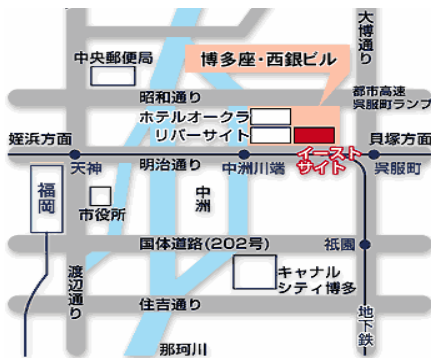 大博通り
中央郵便局
博多座・西銀ビル
昭和通り
都市高速
呉服町ランプ
ホテルオークラ
リバーサイト
姪浜方面
貝塚方面
イースト
サイト
天神
明治通り
中洲川端
呉服町
福岡
市役所
中洲
国体道路(202号)
祇園
渡辺通り
キャナル
シティ博多
住吉通り
地下鉄
那珂川